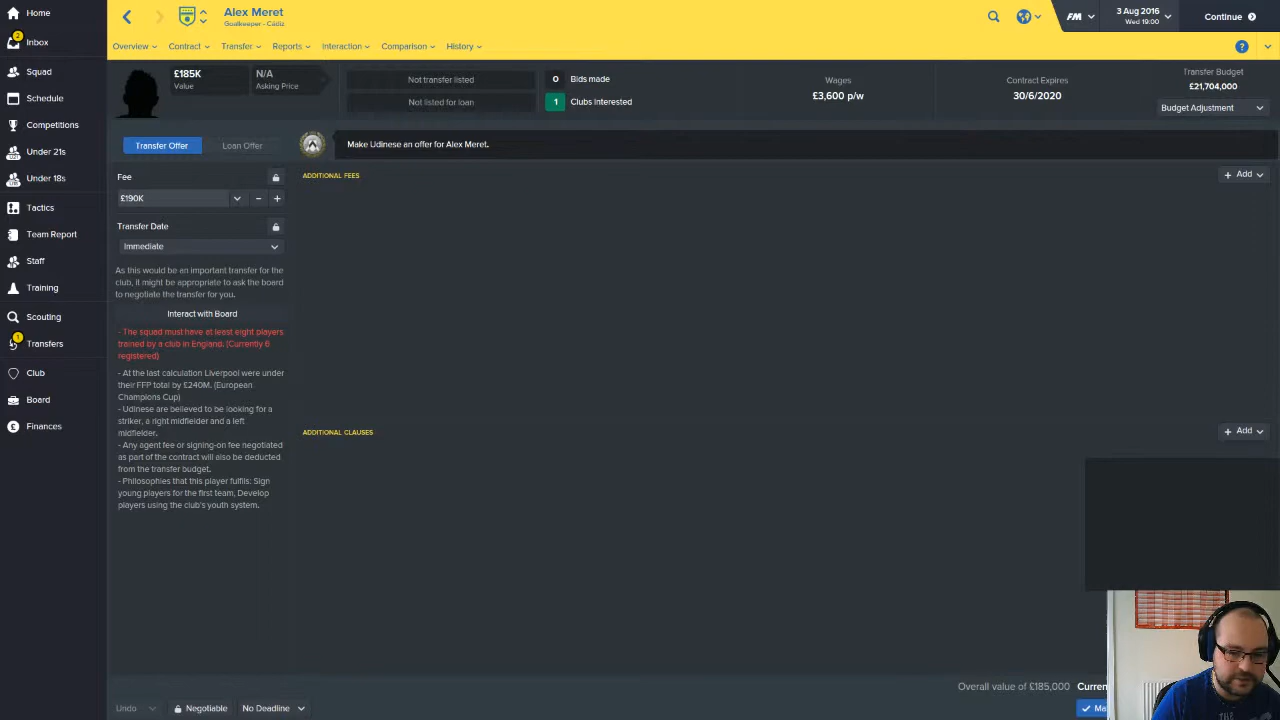 Home
Alex Meret
Goalkeeper - Cádiz
FM
3 Aug 2016
Wed 19:00
Continue
2
Inbox
Overview
Contract
Transfer
Reports
Interaction
Comparison
History
?
Squad
£185K
Value
N/A
Asking Price
Not transfer listed
0 Bids made
Wages
£3,600 p/w
Contract Expires
30/6/2020
Transfer Budget
£21,704,000
Schedule
Not listed for loan
1 Clubs Interested
Budget Adjustment
Competitions
Under 21s
Transfer Offer
Loan Offer
Make Udinese an offer for Alex Meret.
Under 18s
Fee
ADDITIONAL FEES
+ Add
£190K
Tactics
Transfer Date
Team Report
Immediate
Staff
As this would be an important transfer for the
club, it might be appropriate to ask the board
to negotiate the transfer for you.
Training
Interact with Board
Scouting
- The squad must have at least eight players
trained by a club in England. (Currently 6
registered)
1
Transfers
Club
- At the last calculation Liverpool were under
their FFP total by £240M. (European
Champions Cup)
Board
- Udinese are believed to be looking for a
striker, a right midfielder and a left
midfielder.
Finances
ADDITIONAL CLAUSES
+ Add
- Any agent fee or signing-on fee negotiated
as part of the contract will also be deducted
from the transfer budget.
- Philosophies that this player fulfils: Sign
young players for the first team, Develop
players using the club's youth system.
Overall value of £185,000
Curren
Undo
Negotiable
No Deadline
Ma